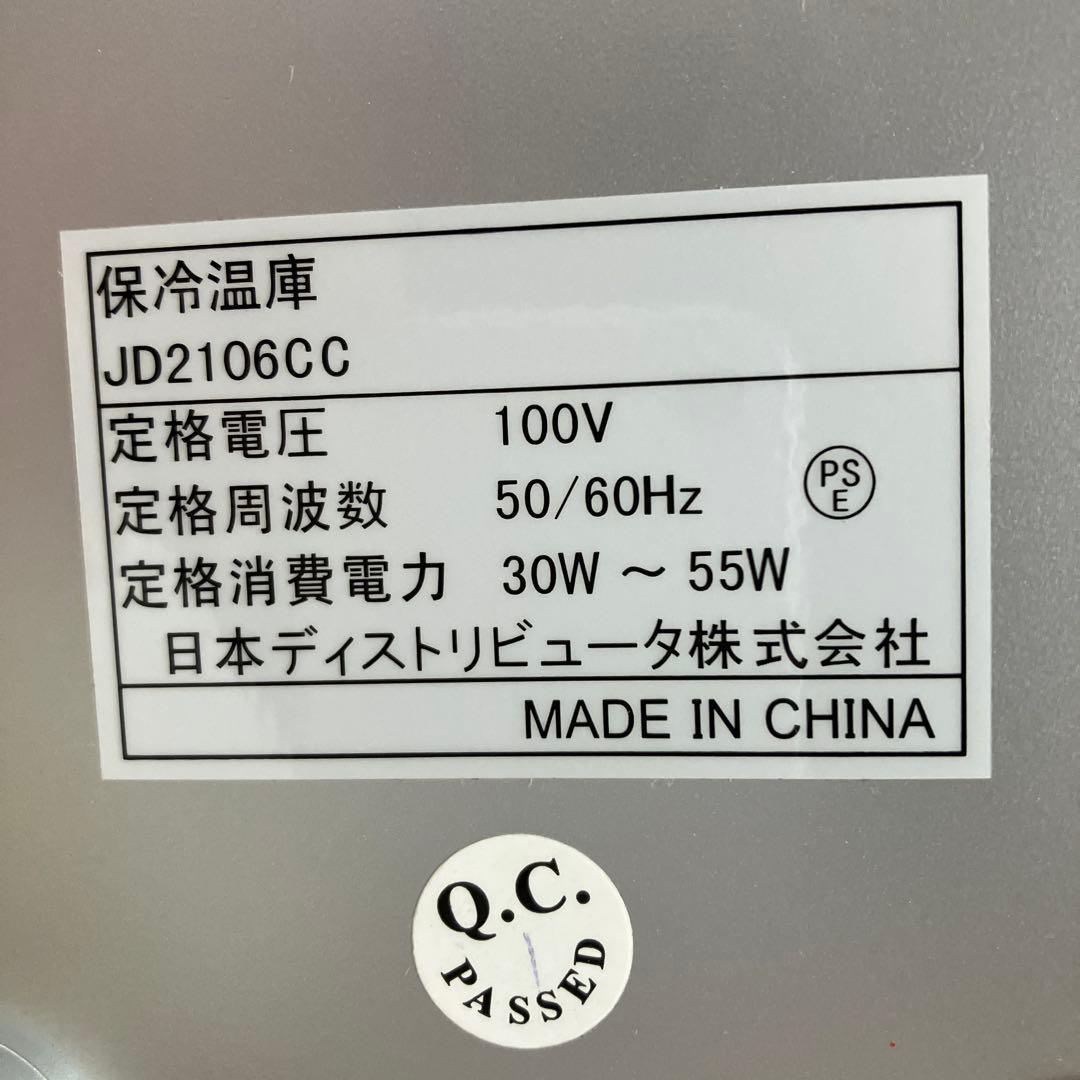 保冷温庫
JD2106CC
定格電圧 100V
定格周波数 50/60Hz
PS
E
定格消費電力 30W ～ 55W
日本ディストリビュータ株式会社
MADE IN CHINA
Q.C.
PASSED